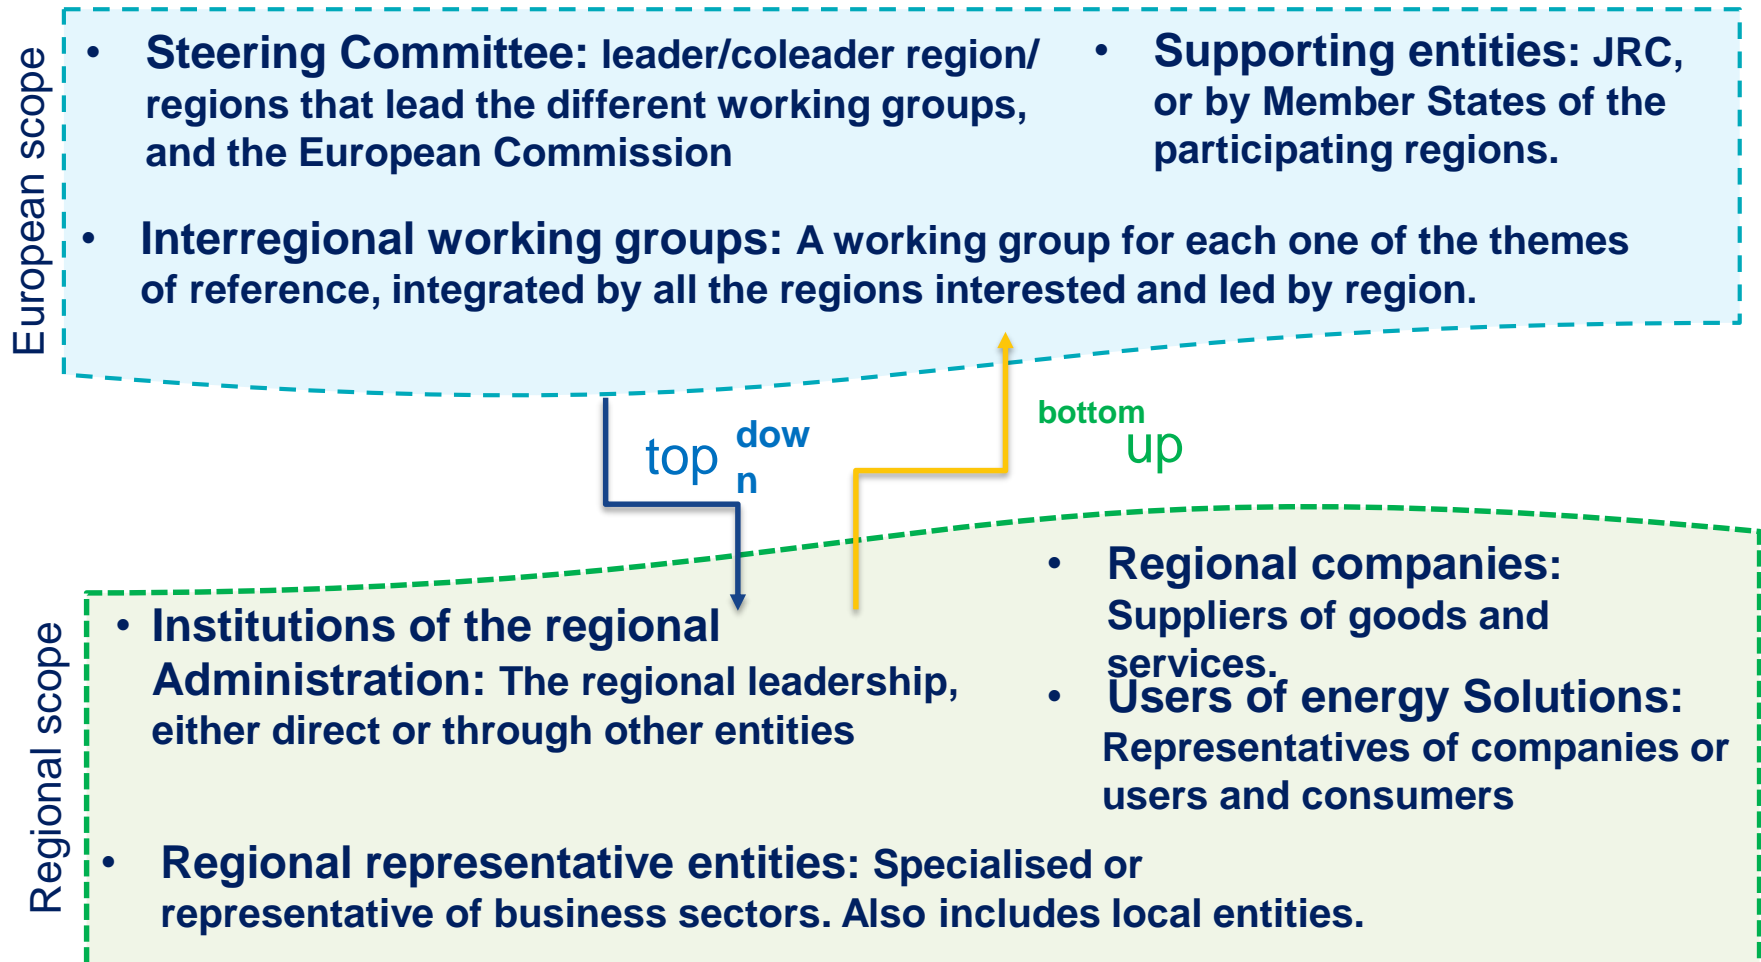 European scope
• Steering Committee: leader/coleader region/
regions that lead the different working groups,
and the European Commission
• Supporting entities: JRC,
or by Member States of the
participating regions.
• Interregional working groups: A working group for each one of the themes
of reference, integrated by all the regions interested and led by region.
top dow
n
bottom
up
Regional scope
• Institutions of the regional
Administration: The regional leadership,
either direct or through other entities
• Regional companies:
Suppliers of goods and
services.
• Users of energy Solutions:
Representatives of companies or
users and consumers
• Regional representative entities: Specialised or
representative of business sectors. Also includes local entities.